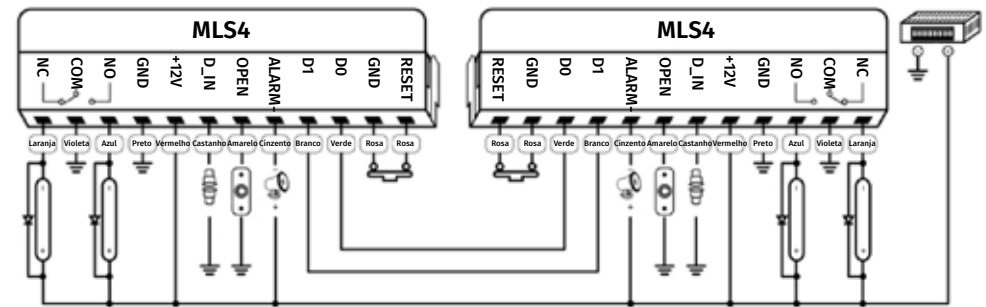 MLS4
NC COM NO GND +12V D_IN OPEN ALARM- D1 D0 GND RESET
Laranja Violeta Azul Preto Vermelho Castanho Amarelo Cinzento Branco Verde Rosa Rosa
MLS4
RESET GND D0 D1 ALARM- OPEN D_IN +12V GND NO COM NC
Rosa Rosa Verde Branco Cinzento Amarelo Castanho Vermelho Preto Azul Violeta Laranja